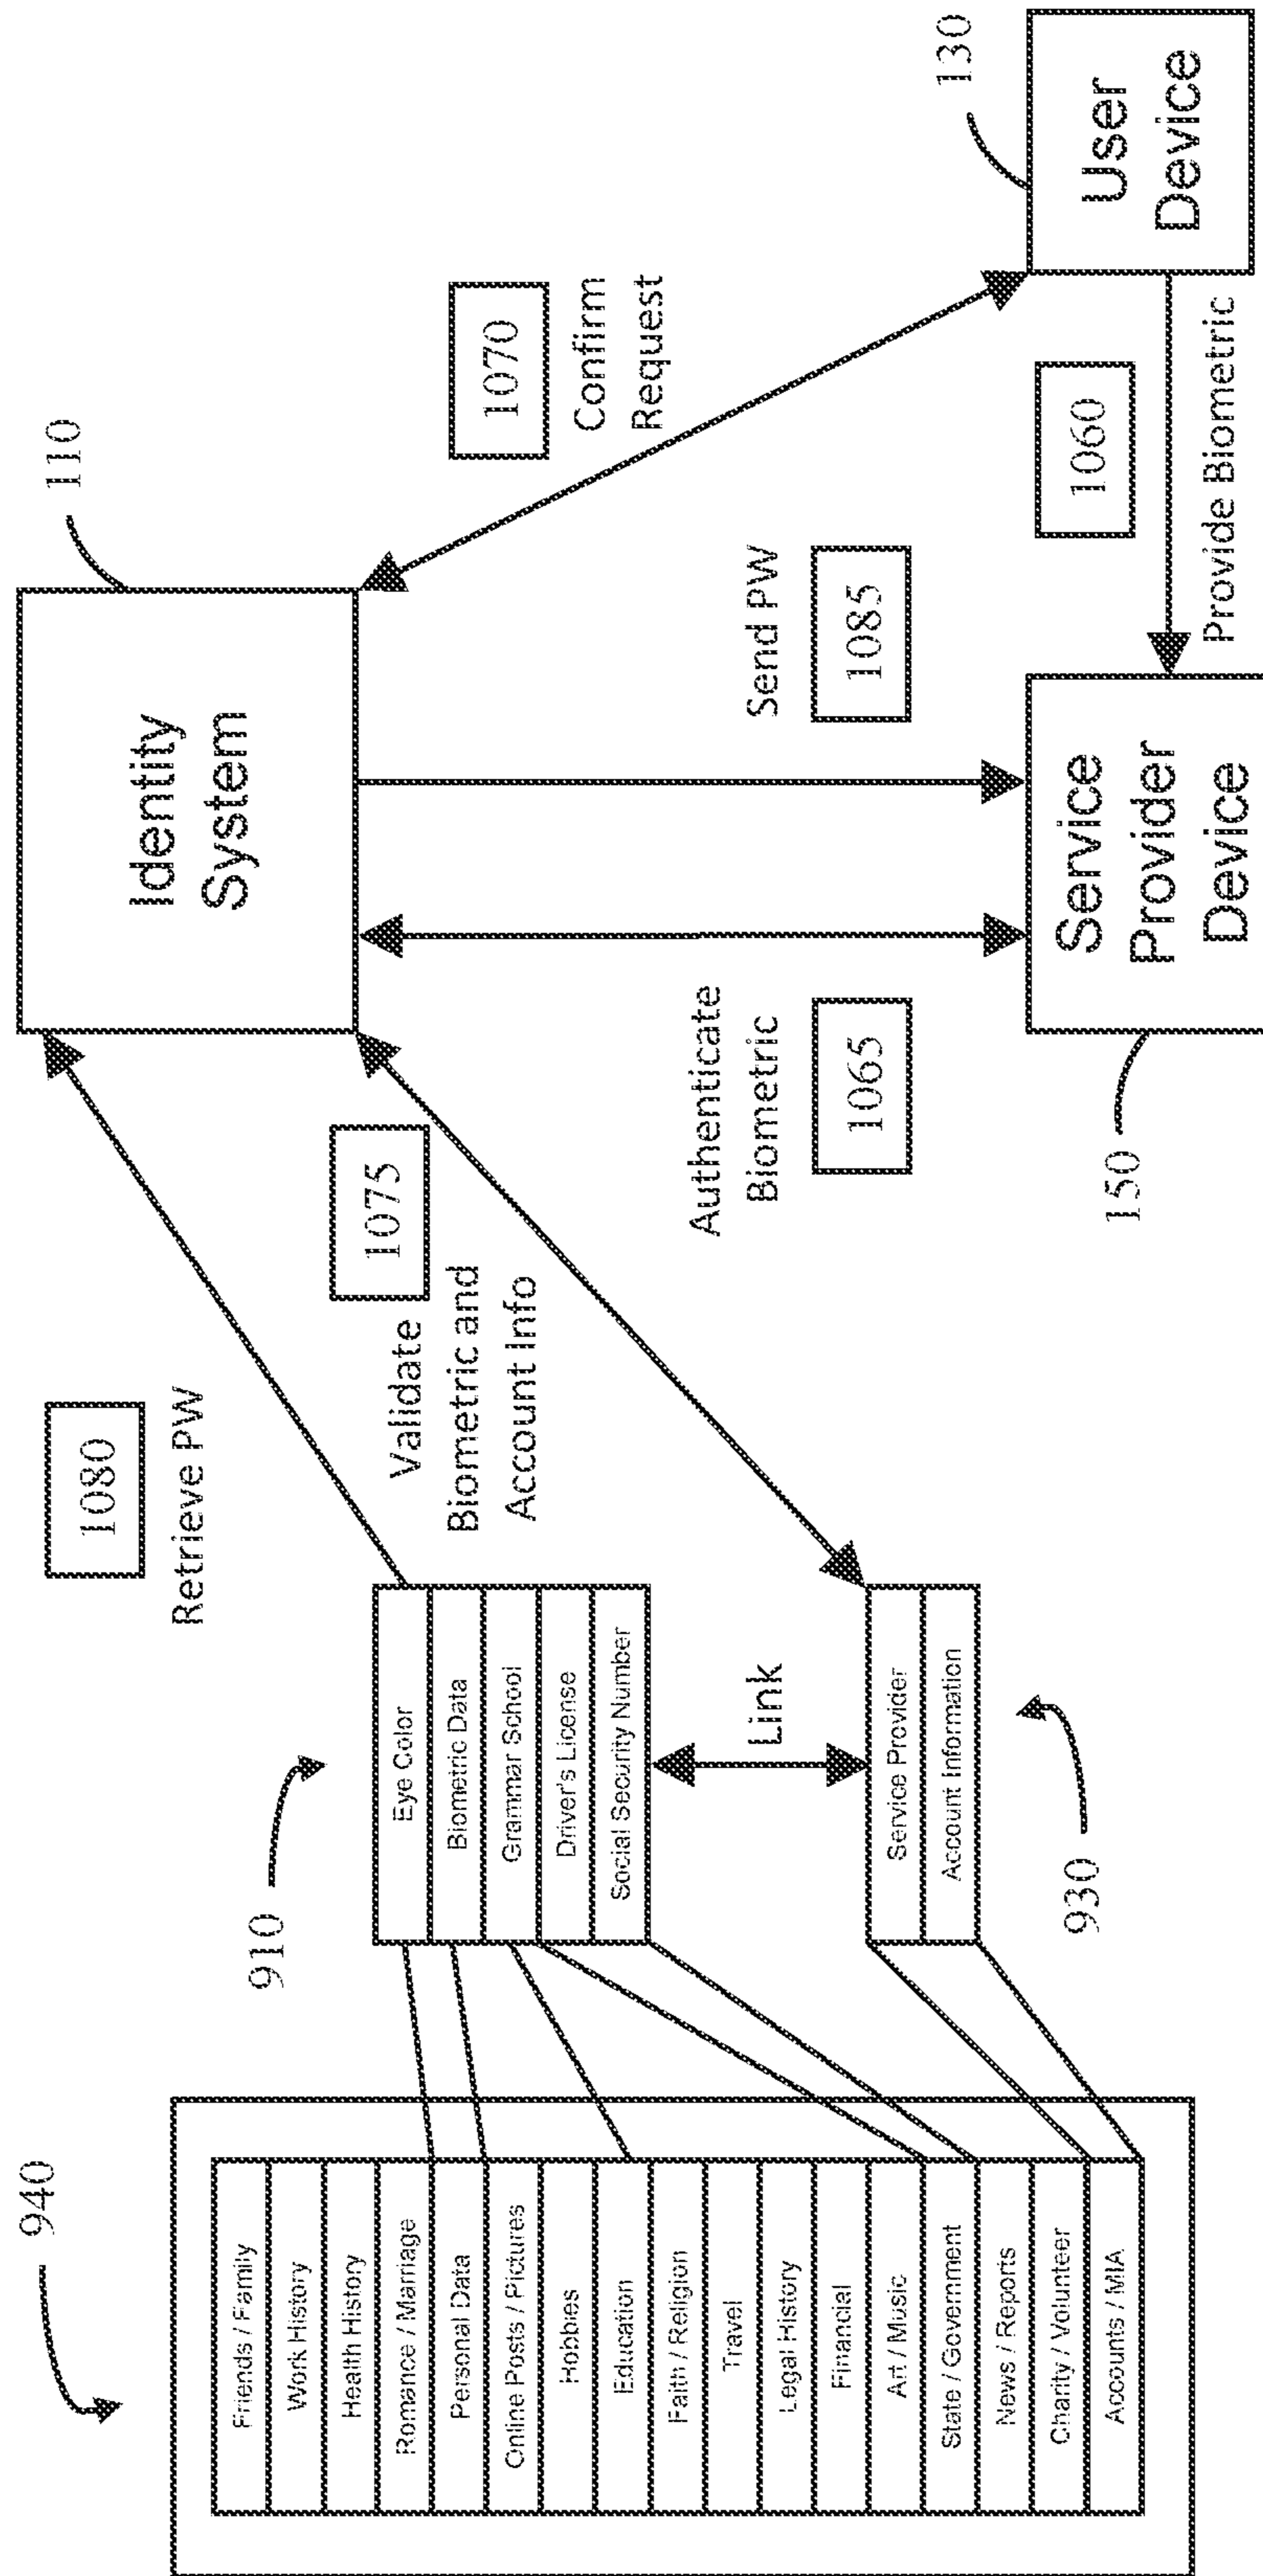 940
Friends / Family
Work History
Health History
Romance / Marriage
Personal Data
Online Posts / Pictures
Hobbies
Education
Faith / Religion
Travel
Legal History
Financial
Art / Music
State / Government
News / Reports
Charity / Volunteer
Accounts / MIA
910
Eye Color
Biometric Data
Grammar School
Driver's License
Social Security Number
Link
Service Provider
Account Information
930
1080
Retrieve PW
1075
Validate
Biometric and
Account Info
Identity
System
110
Authenticate
Biometric
1065
Send PW
1085
1070
Confirm
Request
Service
Provider
Device
150
1060
Provide Biometric
User
Device
130